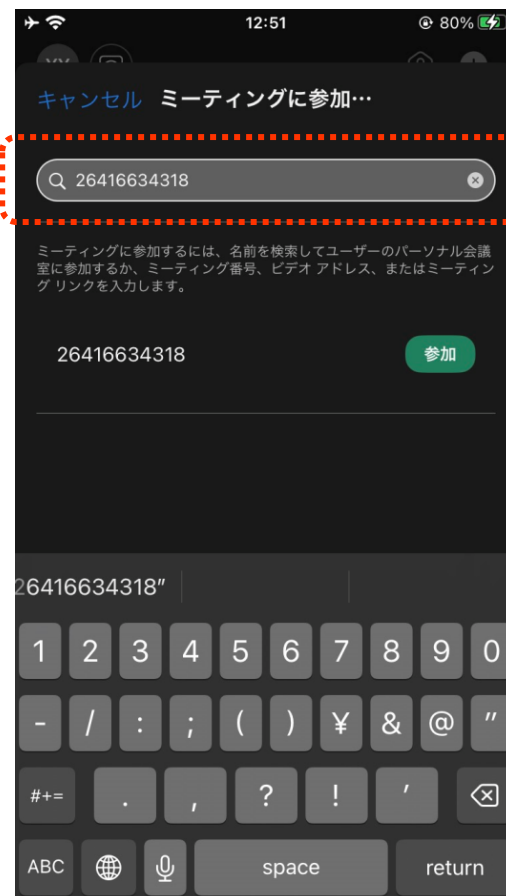 12:51
80%
キャンセル ミーティングに参加…
26416634318
ミーティングに参加するには、名前を検索してユーザーのパーソナル会議
室に参加するか、ミーティング番号、ビデオ アドレス、またはミーティン
グ リンクを入力します。
26416634318 参加
26416634318"
1 2 3 4 5 6 7 8 9 0
- / : ; ( ) ¥ & @ "
#+= . , ? ! ′
ABC space return